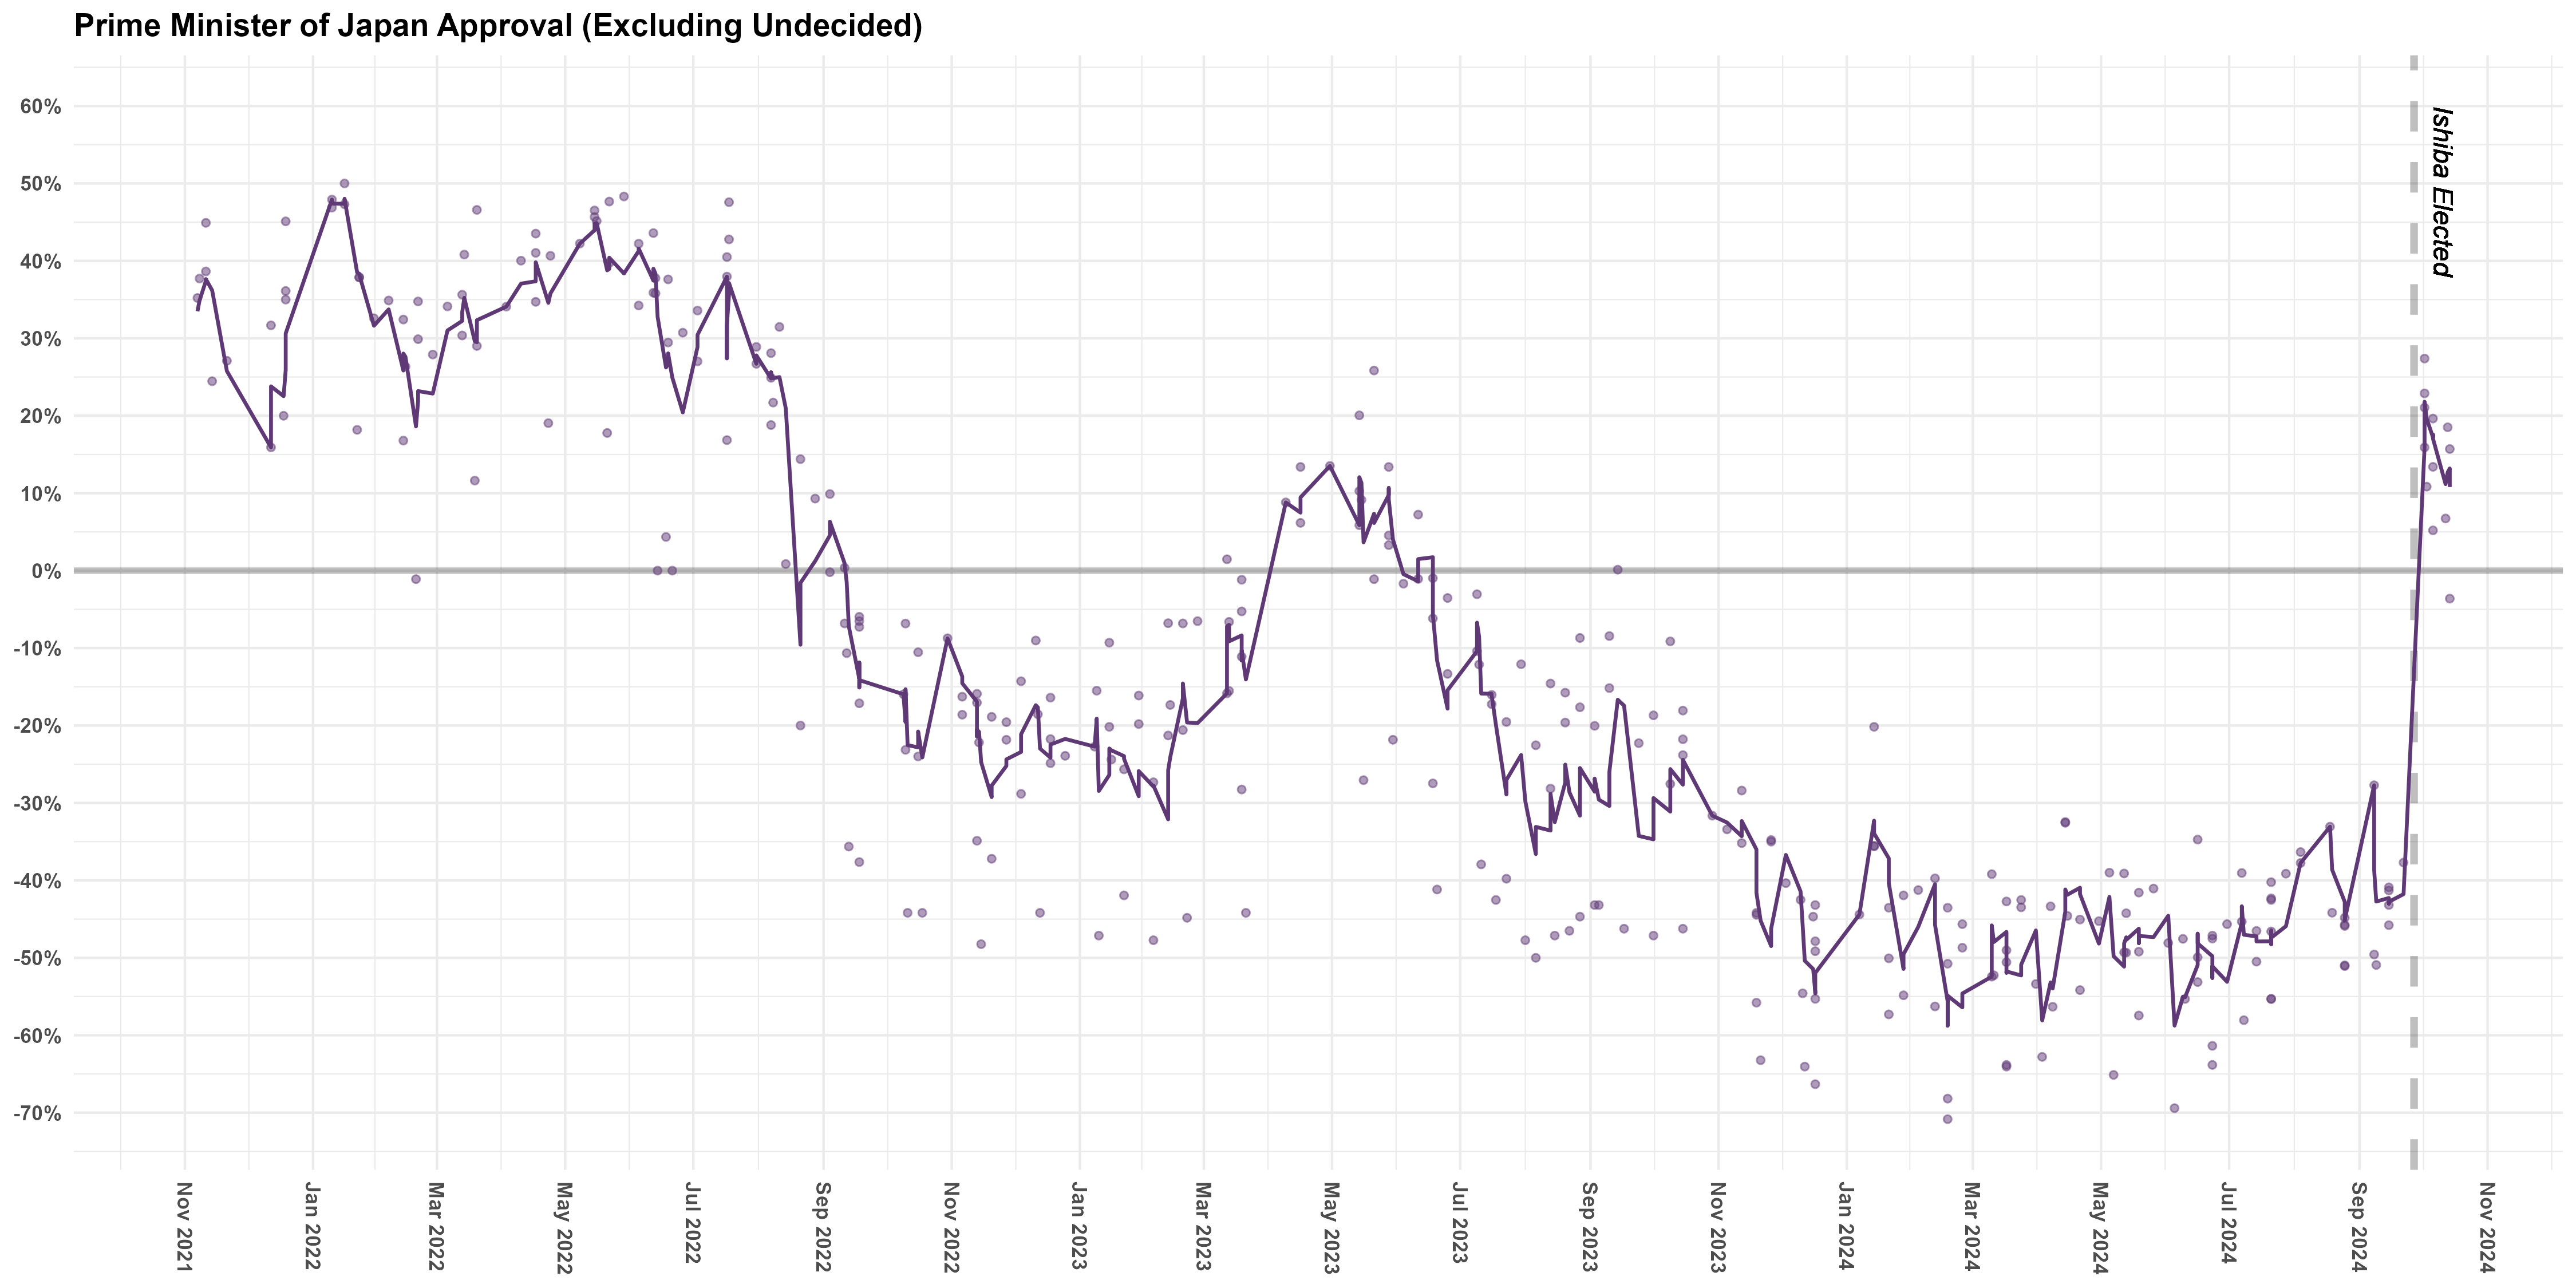 Prime Minister of Japan Approval (Excluding Undecided)
60%
50%
40%
30%
20%
10%
0%
-10%
-20%
-30%
-40%
-50%
-60%
-70%
Ishiba Elected
Nov 2021
Jan 2022
Mar 2022
May 2022
Jul 2022
Sep 2022
Nov 2022
Jan 2023
Mar 2023
May 2023
Jul 2023
Sep 2023
Nov 2023
Jan 2024
Mar 2024
May 2024
Jul 2024
Sep 2024
Nov 2024